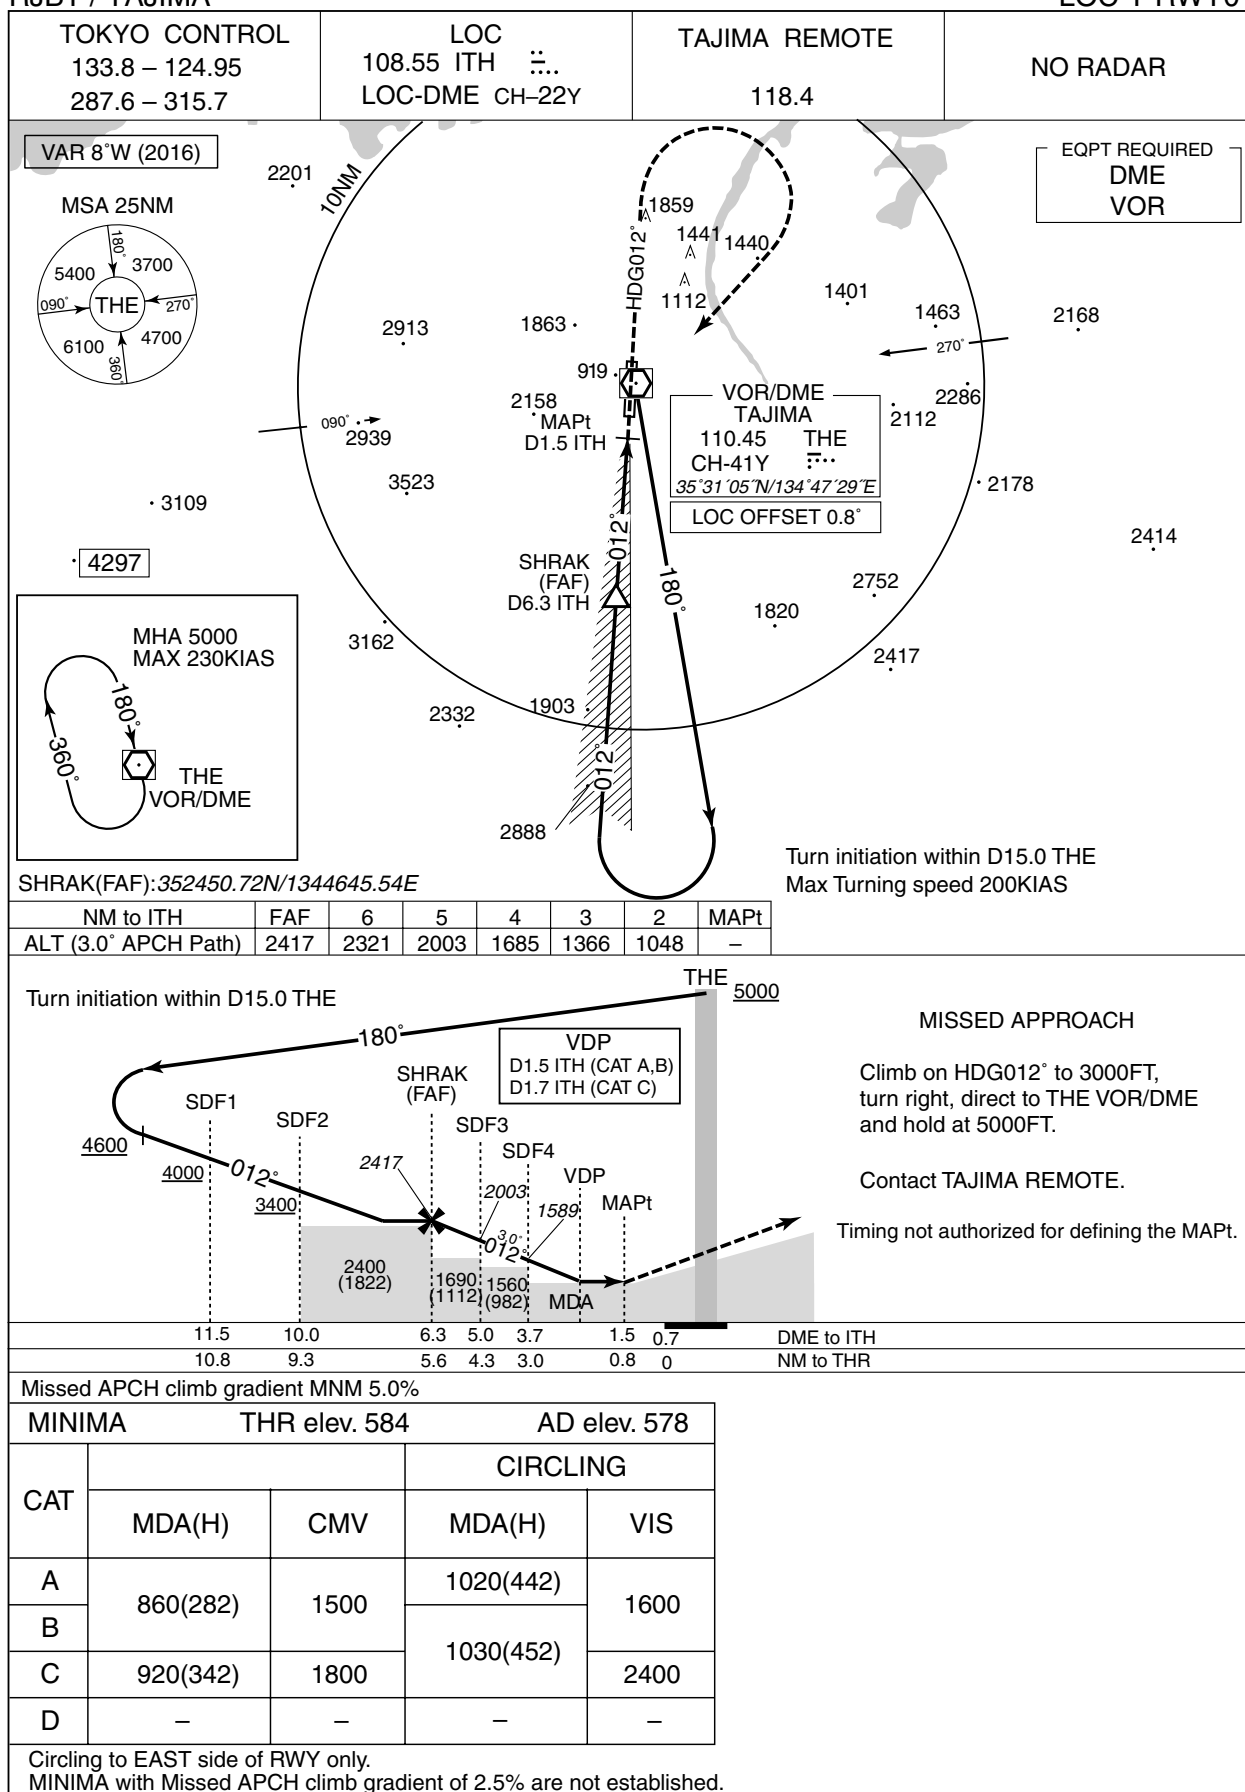 TOKYO CONTROL
133.8 – 124.95
287.6 – 315.7
LOC
108.55 ITH
LOC-DME CH–22Y
TAJIMA REMOTE
118.4
NO RADAR
VAR 8°W (2016)
MSA 25NM
180°
5400
3700
090°
THE
270°
6100
4700
360°
EQPT REQUIRED
DME
VOR
2201
10NM
1859
1441
1440
HDG012°
1112
1401
1463
2168
2913
1863
270°
919
2286
2158
2112
MAPt
D1.5 ITH
090°
2939
VOR/DME
TAJIMA
110.45 THE
CH-41Y
35°31´05˝N/134°47´29˝E
LOC OFFSET 0.8°
3523
2178
3109
2414
4297
012°
SHRAK
(FAF)
D6.3 ITH
180°
2752
1820
3162
2417
MHA 5000
MAX 230KIAS
180°
360°
THE
VOR/DME
1903
2332
012°
2888
Turn initiation within D15.0 THE
Max Turning speed 200KIAS
SHRAK(FAF):352450.72N/1344645.54E
NM to ITH FAF 6 5 4 3 2 MAPt
ALT (3.0° APCH Path) 2417 2321 2003 1685 1366 1048 –
Turn initiation within D15.0 THE
THE
5000
180°
VDP
D1.5 ITH (CAT A,B)
D1.7 ITH (CAT C)
SHRAK
(FAF)
SDF1
SDF2
SDF3
SDF4
VDP
MAPt
4600
4000
012°
3400
2417
2003
1589
3.0°
012°
2400
(1822)
1690
(1112)
1560
(982)
MDA
MISSED APPROACH
Climb on HDG012° to 3000FT,
turn right, direct to THE VOR/DME
and hold at 5000FT.
Contact TAJIMA REMOTE.
Timing not authorized for defining the MAPt.
11.5 10.0 6.3 5.0 3.7 1.5 0.7 DME to ITH
10.8 9.3 5.6 4.3 3.0 0.8 0 NM to THR
Missed APCH climb gradient MNM 5.0%
MINIMA THR elev. 584 AD elev. 578
CAT
CIRCLING
MDA(H) CMV MDA(H) VIS
A 860(282) 1500 1020(442) 1600
B 1030(452)
C 920(342) 1800 2400
D – – – –
Circling to EAST side of RWY only.
MINIMA with Missed APCH climb gradient of 2.5% are not established.